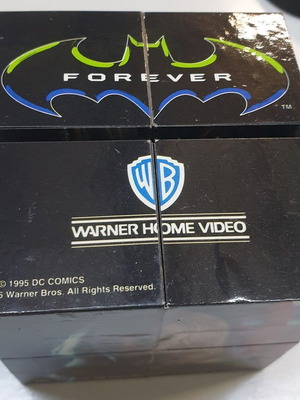 FOREVER
TM
WB
WARNER HOME VIDEO
© 1995 DC COMICS
5 Warner Bros. All Rights Reserved.